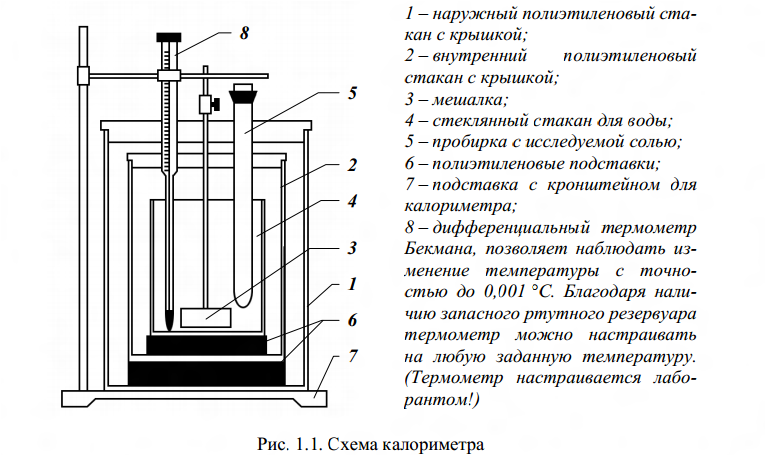 8
5
2
4
3
1
6
7
1 – наружный полиэтиленовый ста-
кан с крышкой;
2 – внутренний полиэтиленовый
стакан с крышкой;
3 – мешалка;
4 – стеклянный стакан для воды;
5 – пробирка с исследуемой солью;
6 – полиэтиленовые подставки;
7 – подставка с кронштейном для
калориметра;
8 – дифференциальный термометр
Бекмана, позволяет наблюдать из-
менение температуры с точно-
стью до 0,001 °С. Благодаря нали-
чию запасного ртутного резервуара
термометр можно настраивать
на любую заданную температуру.
(Термометр настраивается лабо-
рантом!)
Рис. 1.1. Схема калориметра